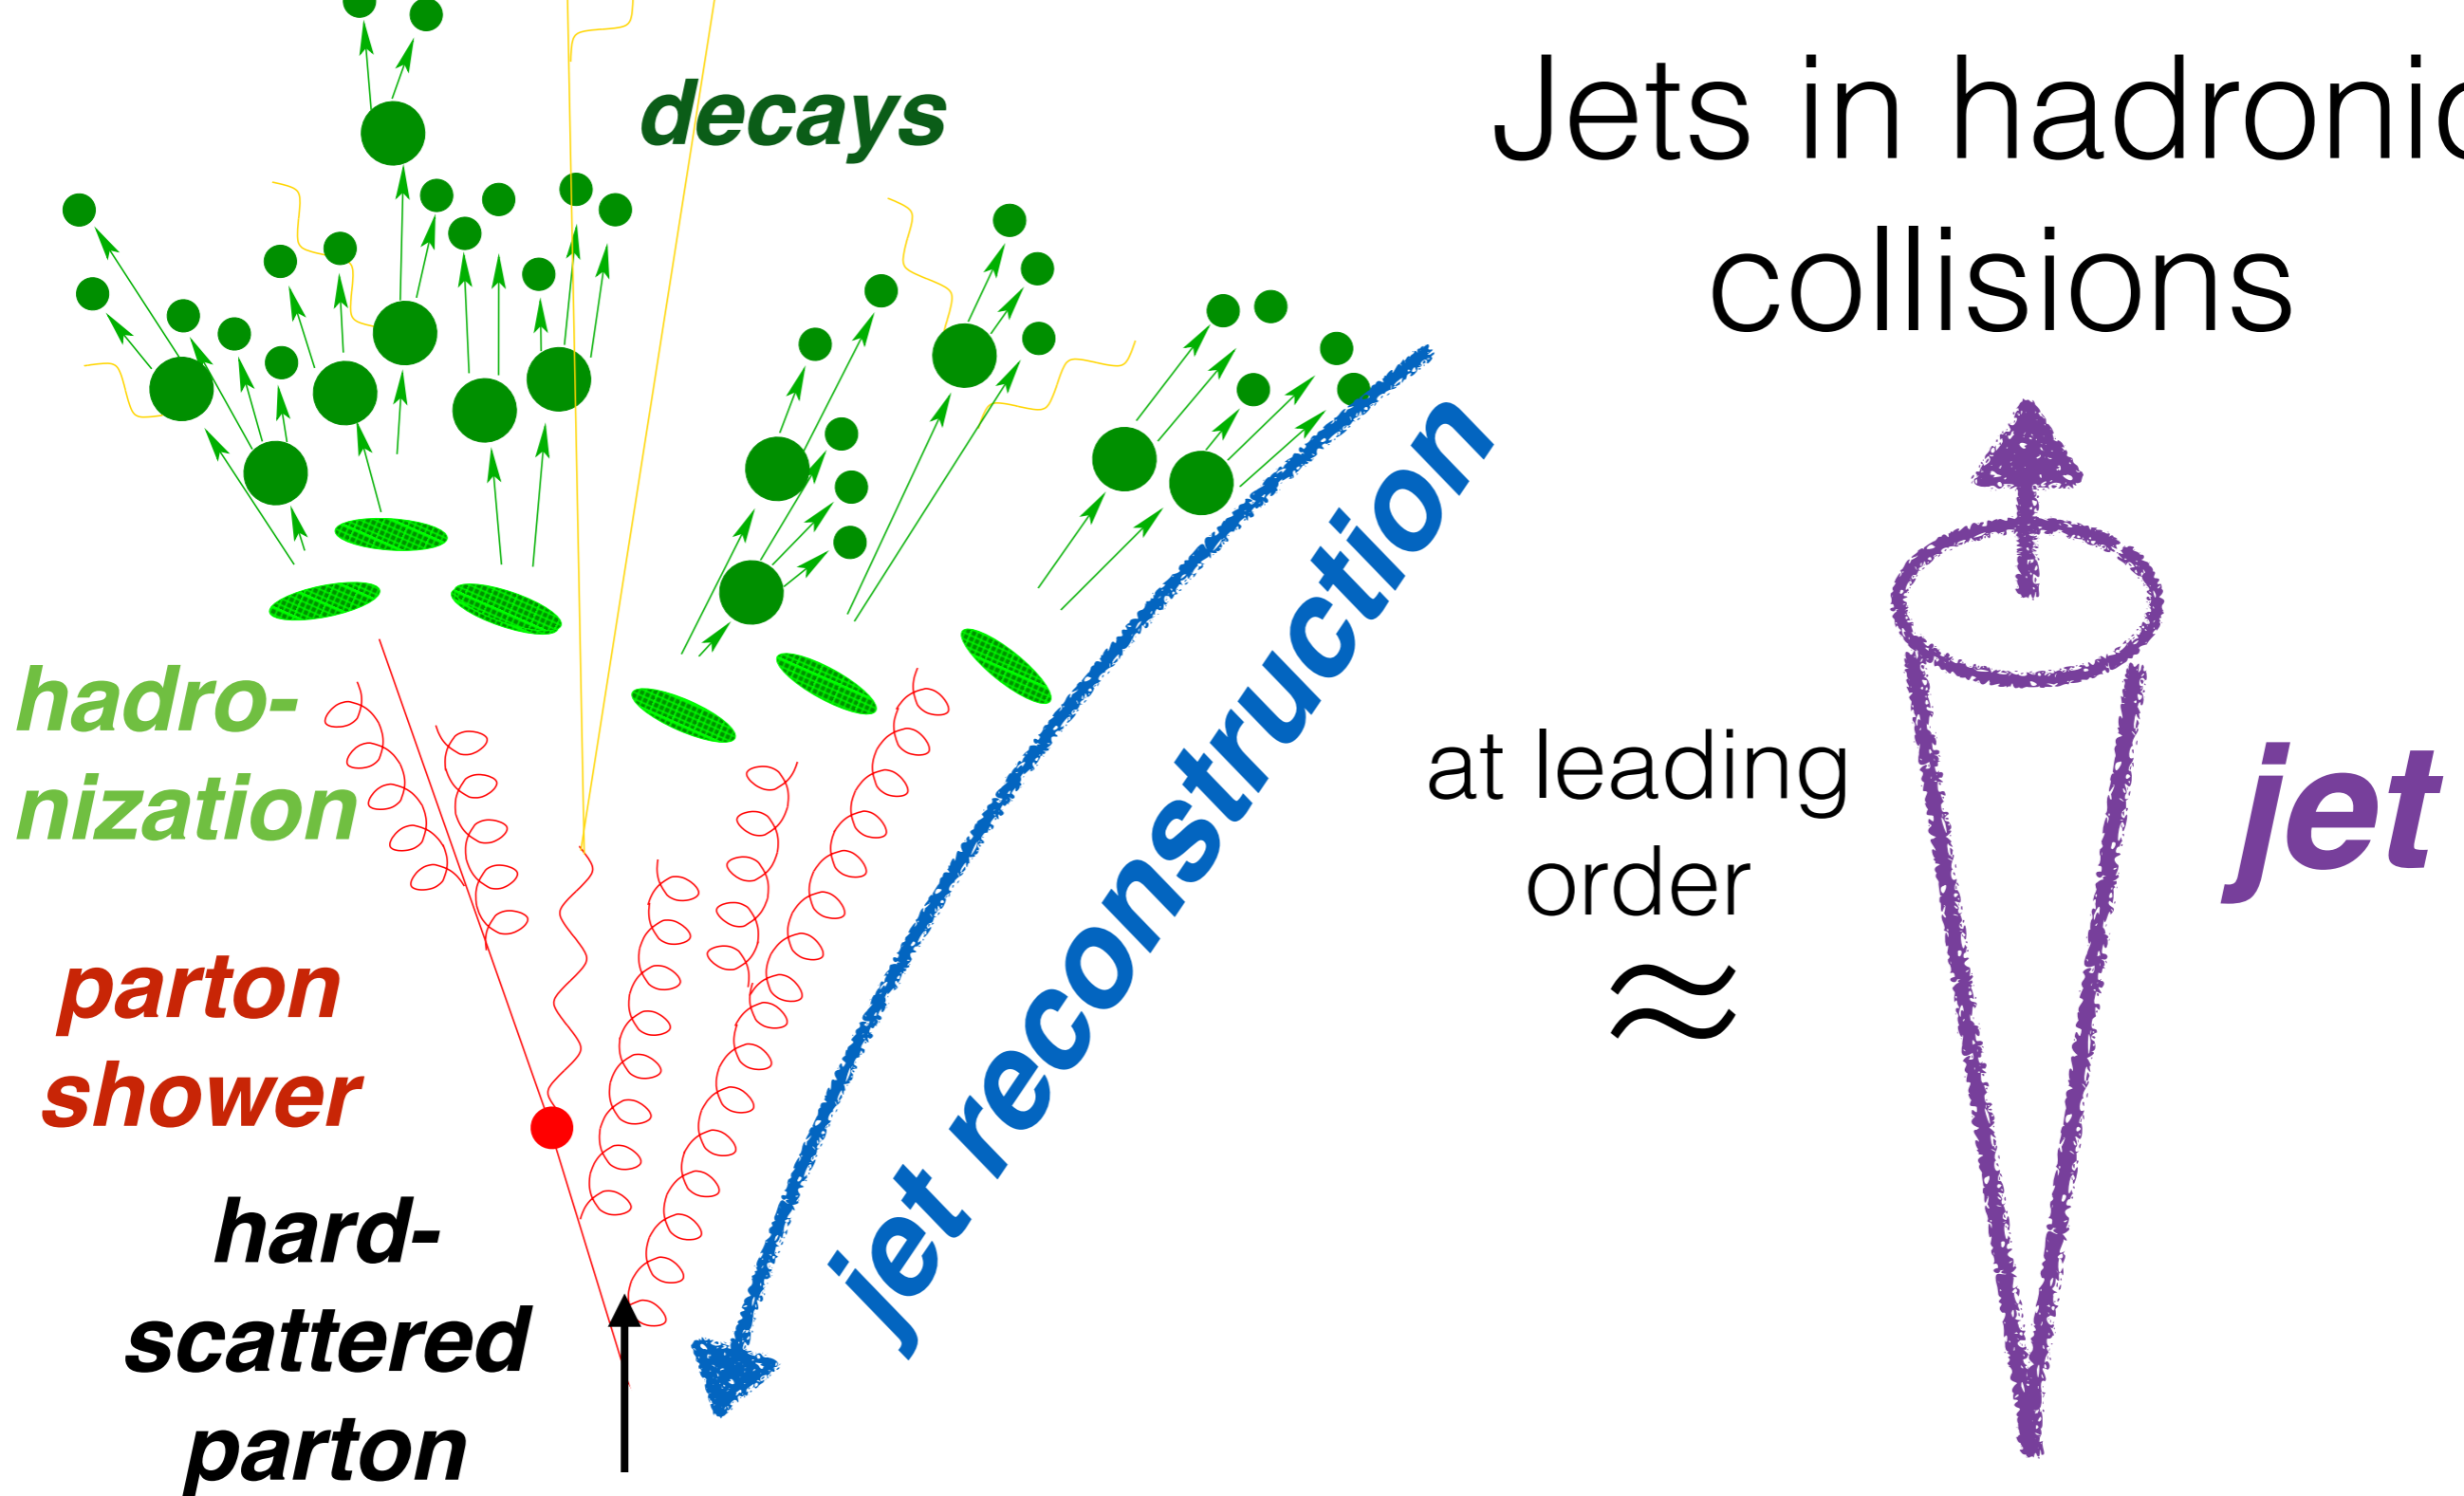 Jets in hadronic
collisions
decays
hadro-
nization
parton
shower
hard-
scattered
parton
jet reconstruction
at leading
order
≈
jet